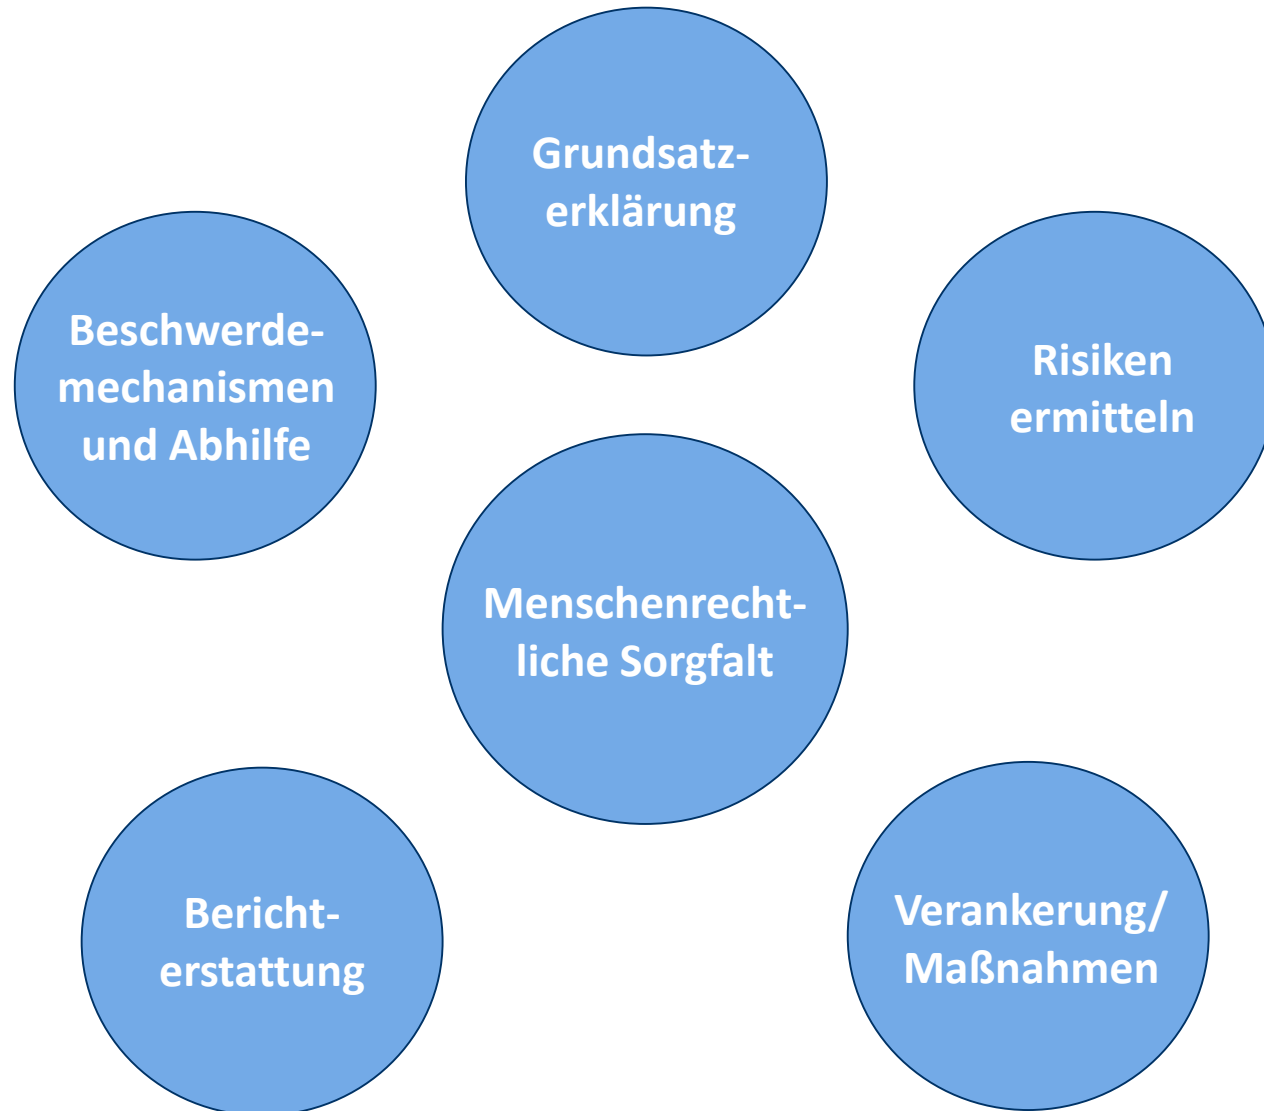 Grundsatz-
erklärung
Beschwerde-
mechanismen
und Abhilfe
Risiken
ermitteln
Menschenrecht-
liche Sorgfalt
Bericht-
erstattung
Verankerung/
Maßnahmen